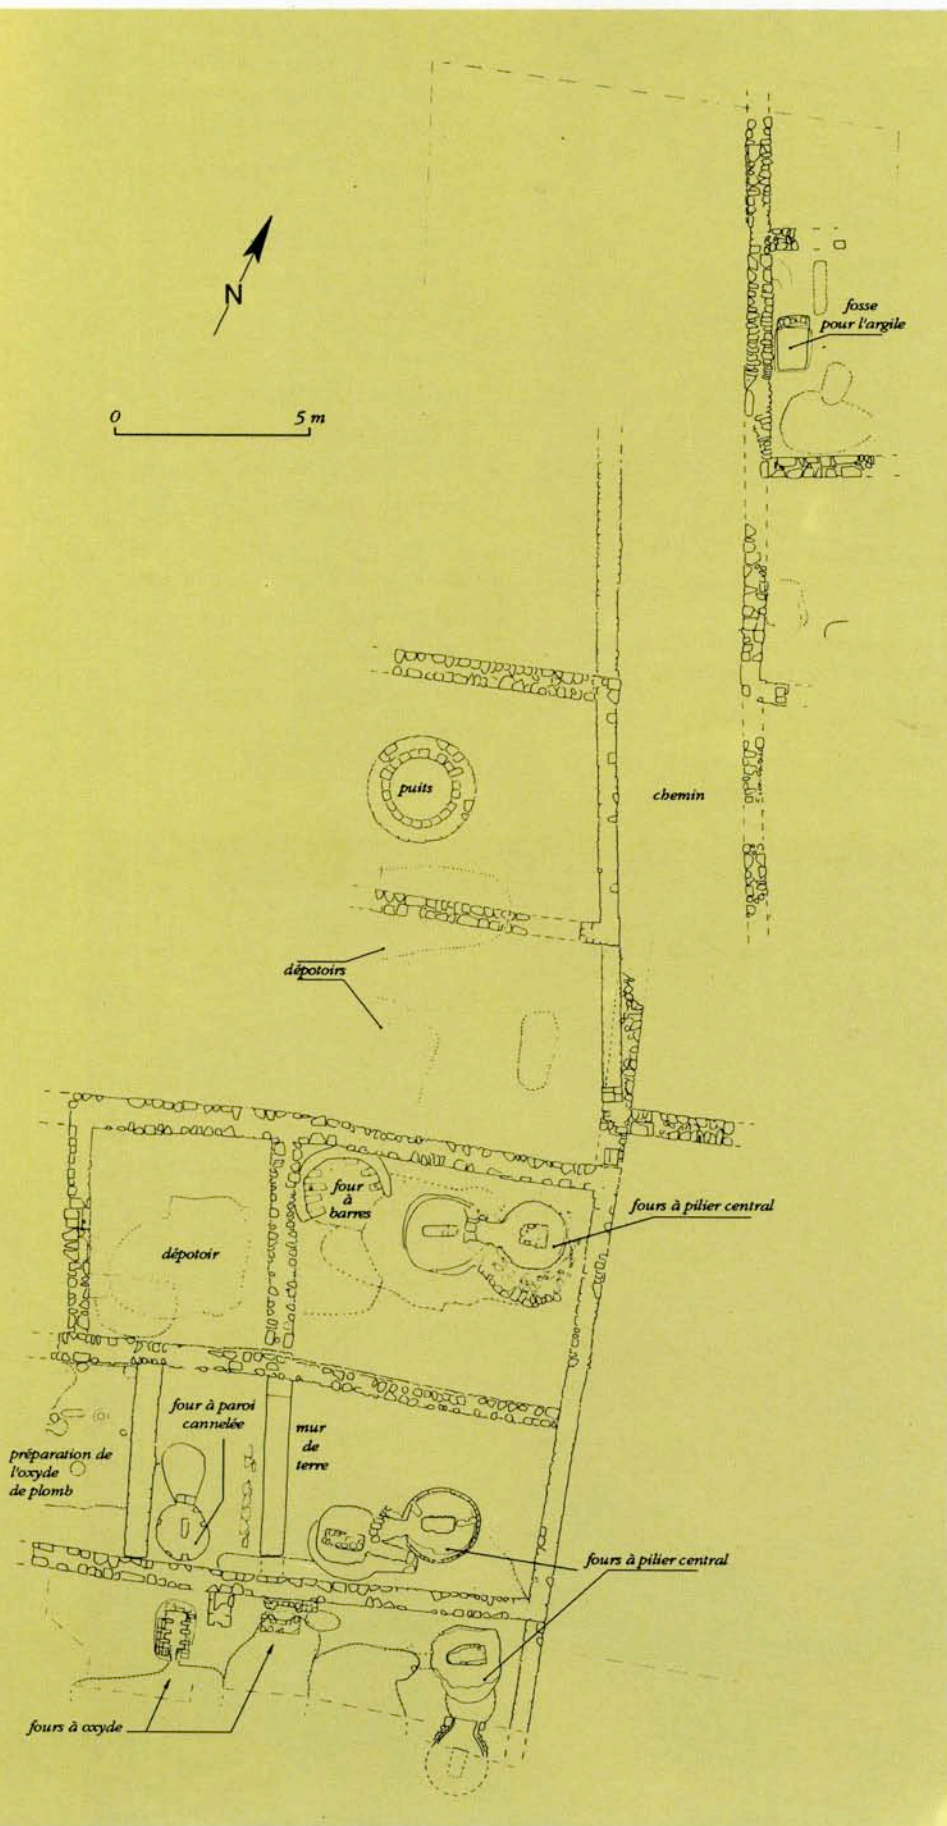 N
fosse
pour l'argile
0 5 m
puits
chemin
dépotoirs
four
à
barres
fours à pilier central
dépotoir
four à paroi
cannelée
mur
de
terre
préparation de
l'oxyde
de plomb
fours à pilier central
fours à oxyde